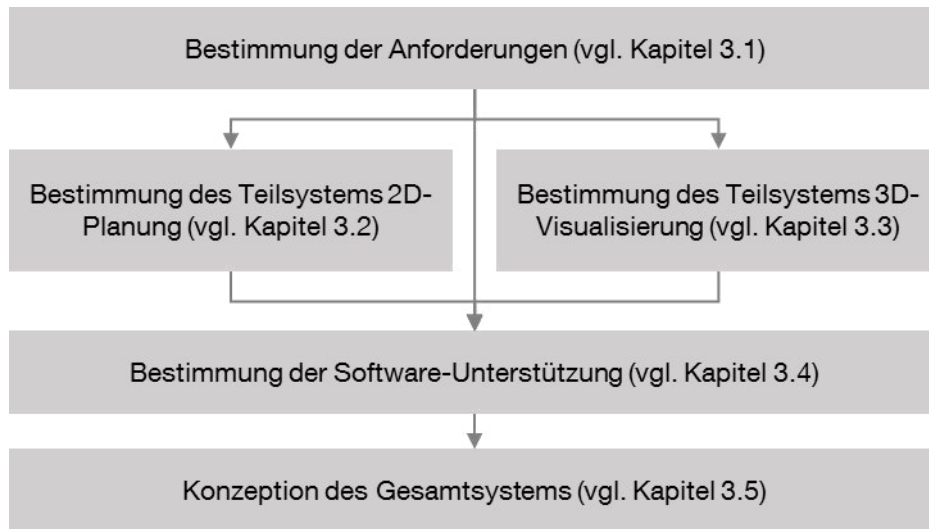 Bestimmung der Anforderungen (vgl. Kapitel 3.1)
Bestimmung des Teilsystems 2D-
Planung (vgl. Kapitel 3.2)
Bestimmung des Teilsystems 3D-
Visualisierung (vgl. Kapitel 3.3)
Bestimmung der Software-Unterstützung (vgl. Kapitel 3.4)
Konzeption des Gesamtsystems (vgl. Kapitel 3.5)